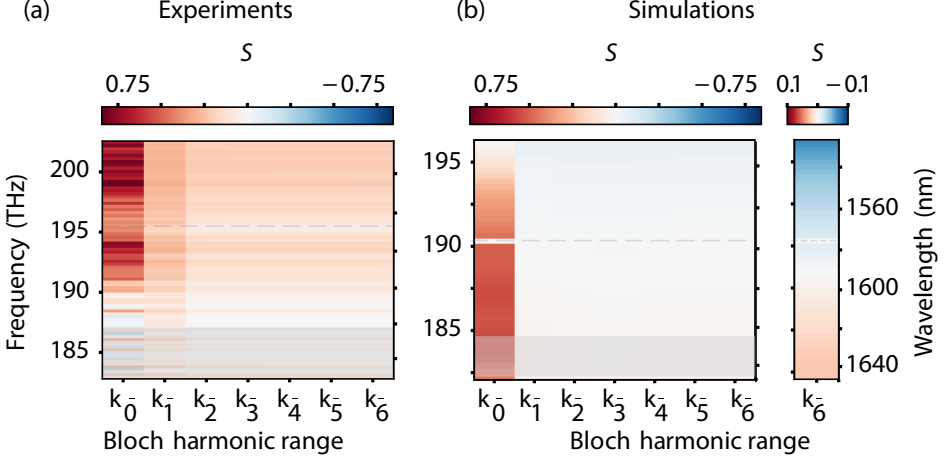 (a) Experiments
S
0.75 −0.75
Frequency (THz)
200
195
190
185
k0̄ k1̄ k2̄ k3̄ k4̄ k5̄ k6̄
Bloch harmonic range
(b) Simulations
S S
0.75 −0.75 0.1 −0.1
195
190
185
k0̄ k1̄ k2̄ k3̄ k4̄ k5̄ k6̄ k6̄
Bloch harmonic range
1560
1600
1640
Wavelength (nm)